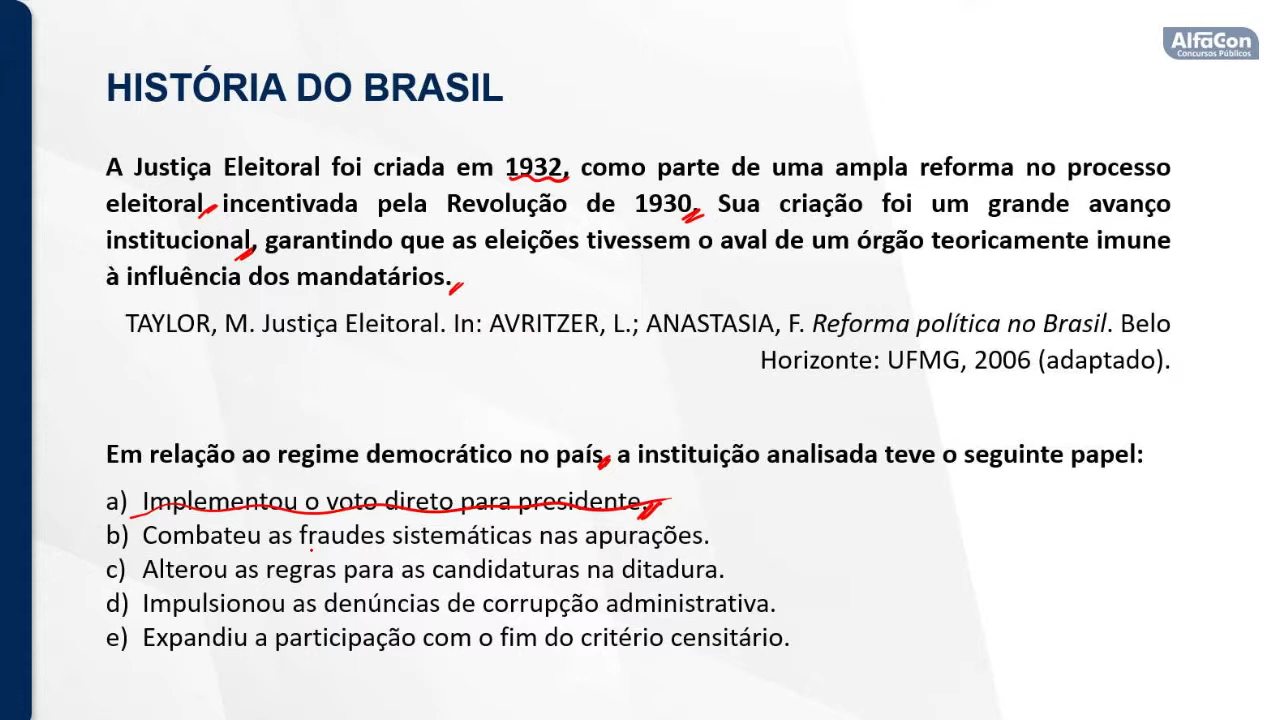 AlfaCon
Concursos Públicos
HISTÓRIA DO BRASIL
A Justiça Eleitoral foi criada em 1932, como parte de uma ampla reforma no processo
eleitoral, incentivada pela Revolução de 1930. Sua criação foi um grande avanço
institucional, garantindo que as eleições tivessem o aval de um órgão teoricamente imune
à influência dos mandatários.
TAYLOR, M. Justiça Eleitoral. In: AVRITZER, L.; ANASTASIA, F. Reforma política no Brasil. Belo
Horizonte: UFMG, 2006 (adaptado).
Em relação ao regime democrático no país, a instituição analisada teve o seguinte papel:
a) Implementou o voto direto para presidente.
b) Combateu as fraudes sistemáticas nas apurações.
c) Alterou as regras para as candidaturas na ditadura.
d) Impulsionou as denúncias de corrupção administrativa.
e) Expandiu a participação com o fim do critério censitário.